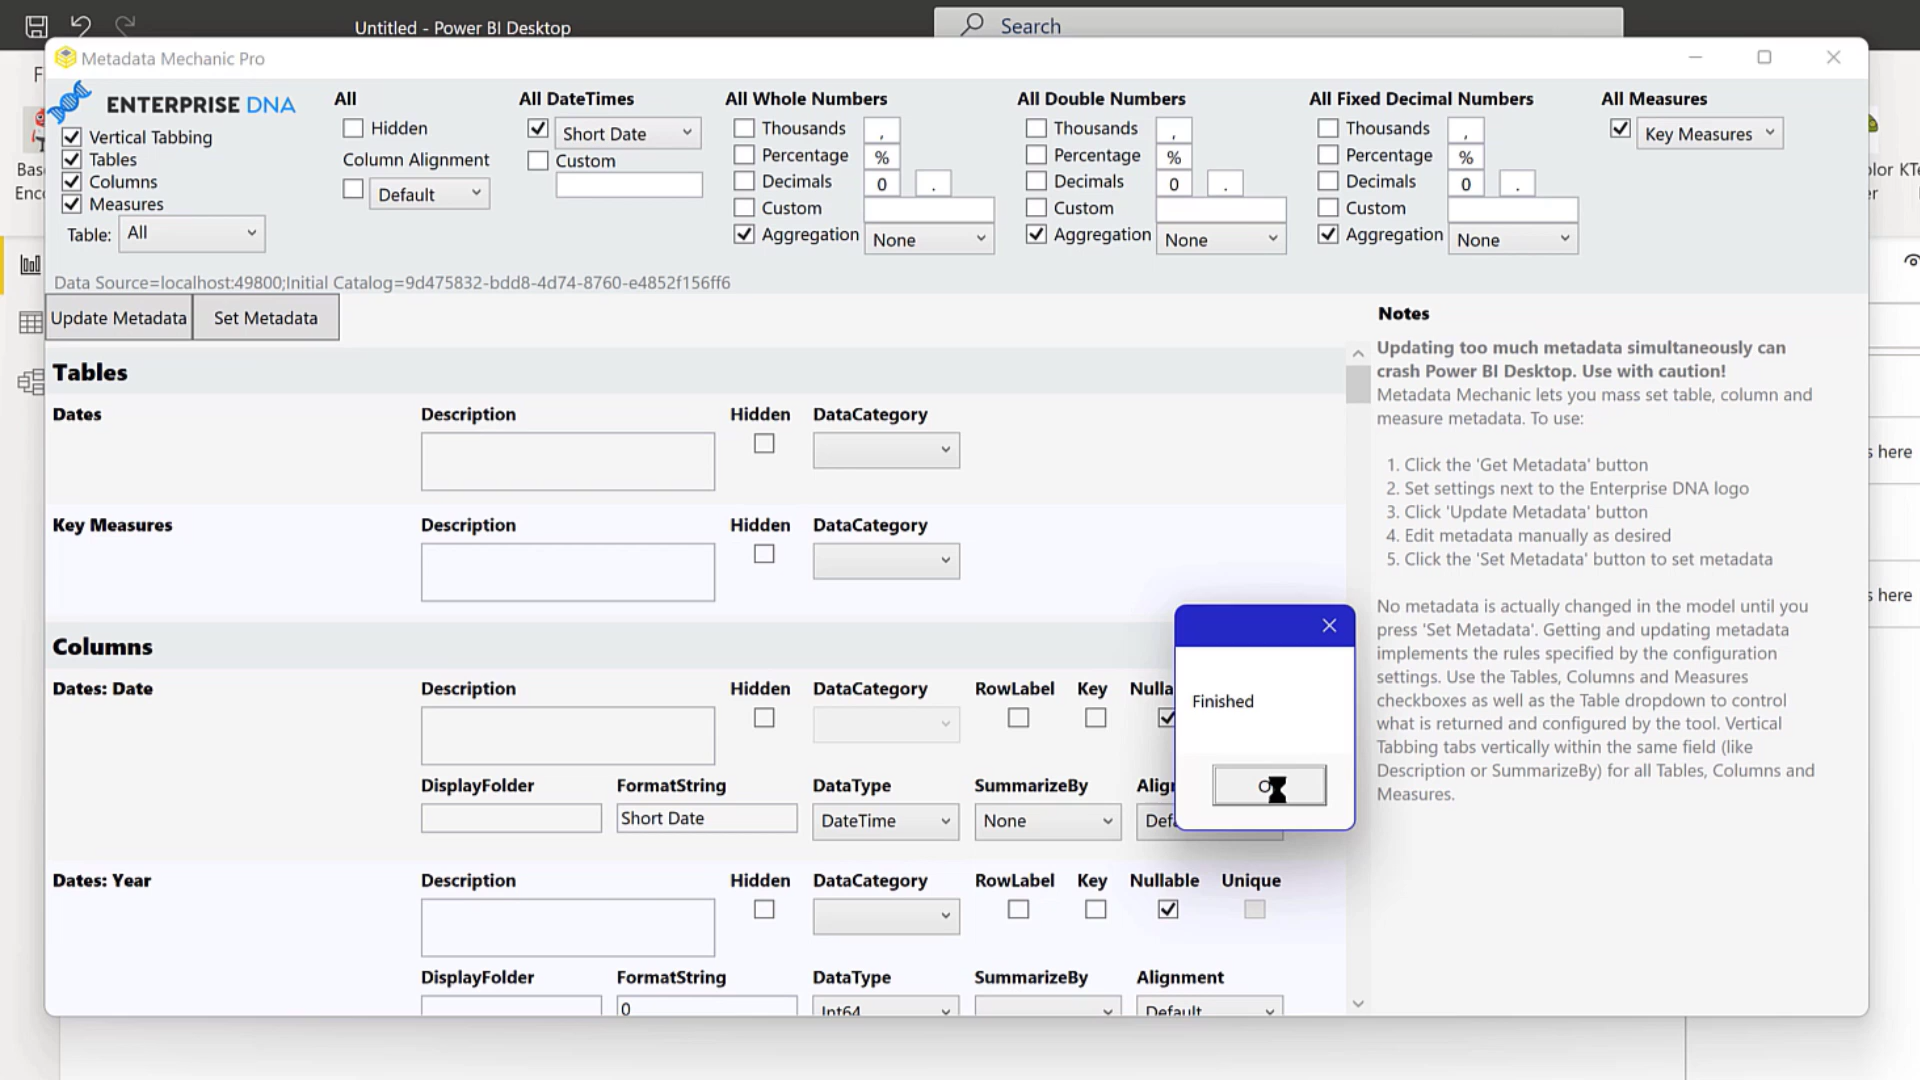 Untitled - Power BI Desktop
Search
Metadata Mechanic Pro
ENTERPRISE DNA
Vertical Tabbing
Tables
Columns
Measures
Table: All
All
Hidden
Column Alignment
Default
All DateTimes
Short Date
Custom
All Whole Numbers
Thousands ,
Percentage %
Decimals 0 .
Custom
Aggregation None
All Double Numbers
Thousands ,
Percentage %
Decimals 0 .
Custom
Aggregation None
All Fixed Decimal Numbers
Thousands ,
Percentage %
Decimals 0 .
Custom
Aggregation None
All Measures
Key Measures
Data Source=localhost:49800;Initial Catalog=9d475832-bdd8-4d74-8760-e4852f156ff6
Update Metadata Set Metadata
Tables
Dates Description Hidden DataCategory
Key Measures Description Hidden DataCategory
Columns
Dates: Date Description Hidden DataCategory RowLabel Key Nulla
DisplayFolder FormatString DataType SummarizeBy Alig
Short Date DateTime None Def
Dates: Year Description Hidden DataCategory RowLabel Key Nullable Unique
DisplayFolder FormatString DataType SummarizeBy Alignment
0 Int64 Default
Finished
Notes
Updating too much metadata simultaneously can
crash Power BI Desktop. Use with caution!
Metadata Mechanic lets you mass set table, column and
measure metadata. To use:
1. Click the 'Get Metadata' button
2. Set settings next to the Enterprise DNA logo
3. Click 'Update Metadata' button
4. Edit metadata manually as desired
5. Click the 'Set Metadata' button to set metadata
No metadata is actually changed in the model until you
press 'Set Metadata'. Getting and updating metadata
implements the rules specified by the configuration
settings. Use the Tables, Columns and Measures
checkboxes as well as the Table dropdown to control
what is returned and configured by the tool. Vertical
Tabbing tabs vertically within the same field (like
Description or SummarizeBy) for all Tables, Columns and
Measures.
F
Bas
Enc
olor KTe
er
s here
s here